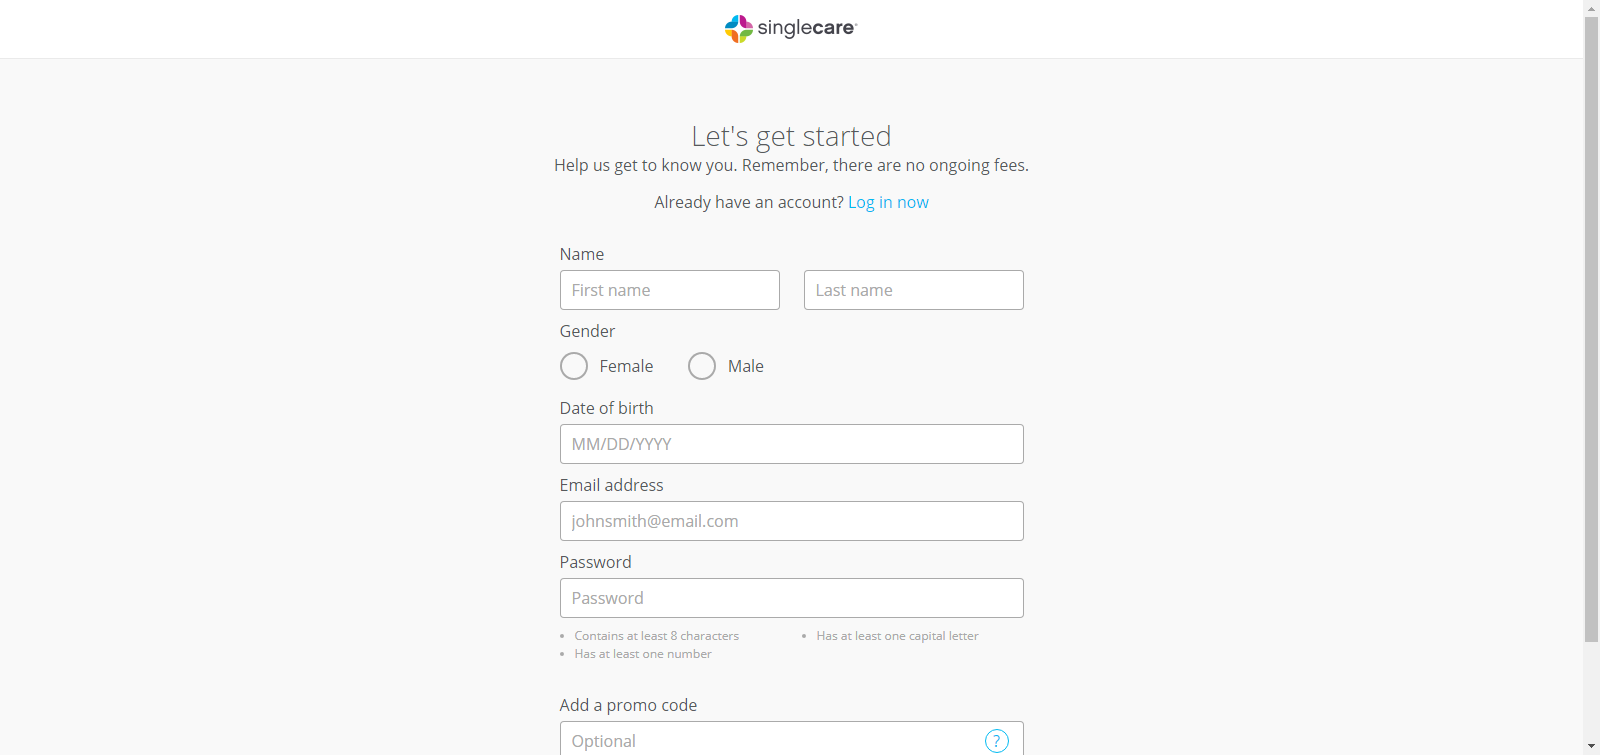 singlecare
Let's get started
Help us get to know you. Remember, there are no ongoing fees.
Already have an account? Log in now
Name
First name
Last name
Gender
Female
Male
Date of birth
MM/DD/YYYY
Email address
johnsmith@email.com
Password
Password
• Contains at least 8 characters
• Has at least one capital letter
• Has at least one number
Add a promo code
Optional ?